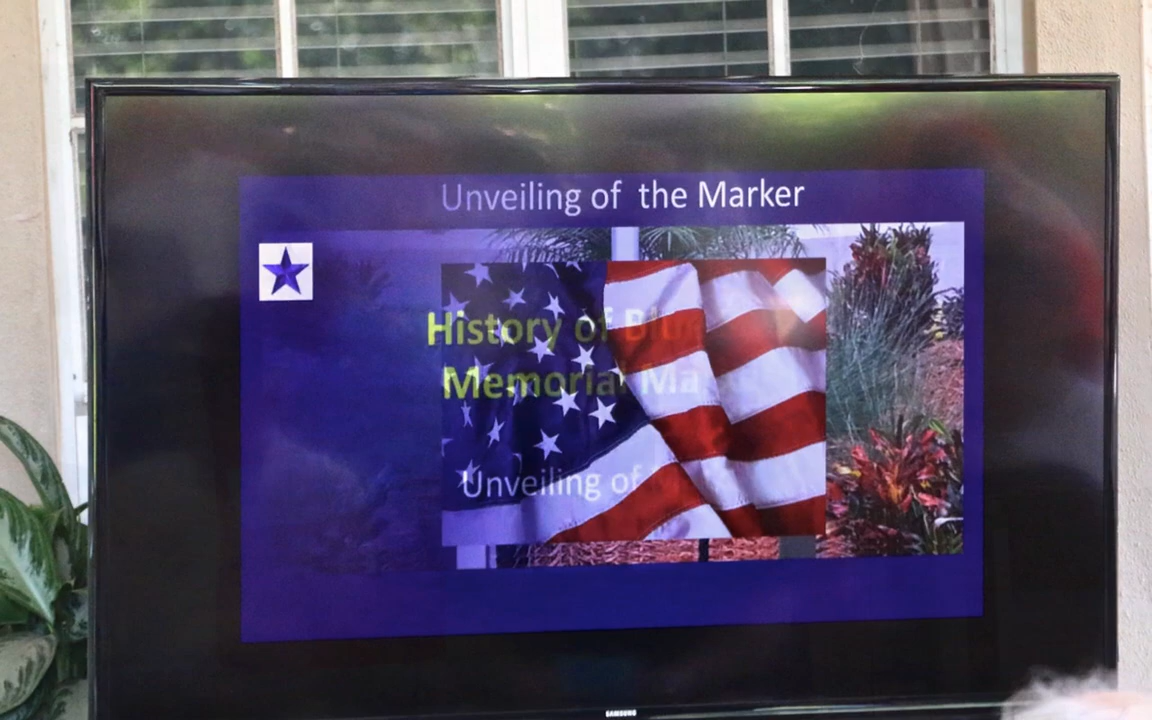 Unveiling of the Marker
History of
Memorial
Unveiling of
SAMSUNG